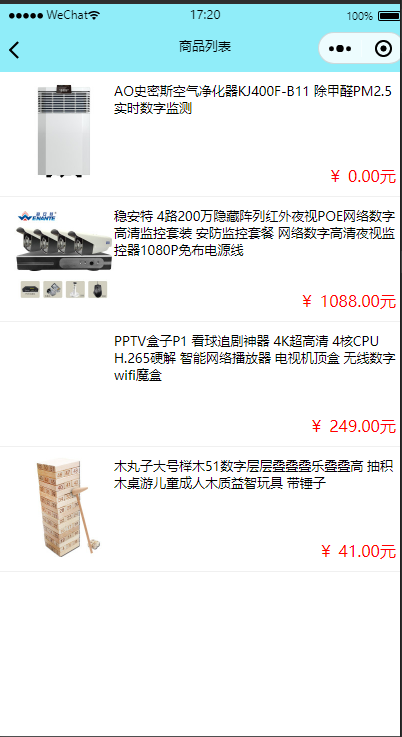 WeChat
17:20
100%
商品列表
AO史密斯空气净化器KJ400F-B11 除甲醛PM2.5
实时数字监测
¥ 0.00元
稳安特
WENANTE
稳安特 4路200万隐藏阵列红外夜视POE网络数字
高清监控套装 安防监控套餐 网络数字高清夜视监
控器1080P免布电源线
¥ 1088.00元
PPTV盒子P1 看球追剧神器 4K超高清 4核CPU
H.265硬解 智能网络播放器 电视机顶盒 无线数字
wifi魔盒
¥ 249.00元
木丸子大号榉木51数字层层叠叠叠乐叠叠高 抽积
木桌游儿童成人木质益智玩具 带锤子
¥ 41.00元